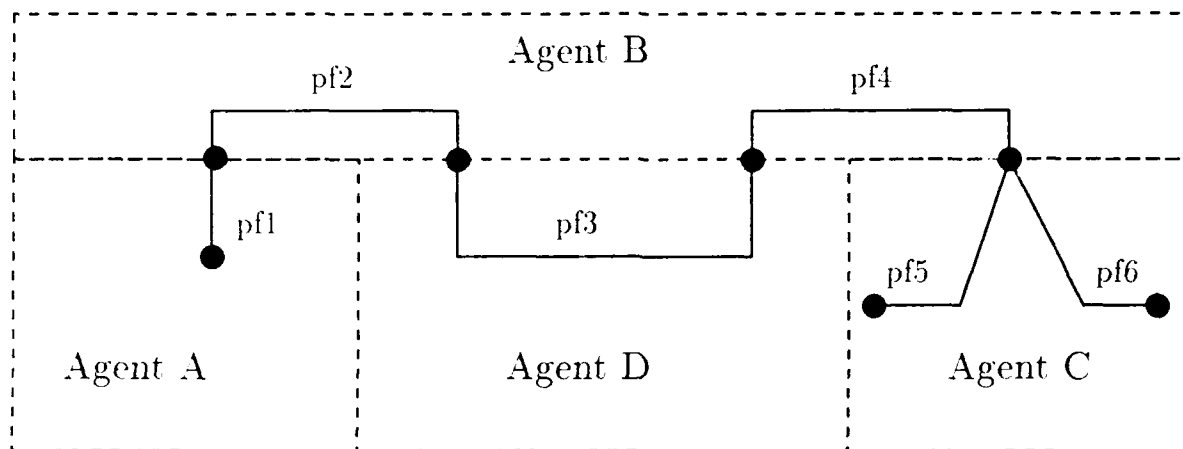 Agent B
pf2
pf4
pf1
pf3
pf5
pf6
Agent A
Agent D
Agent C